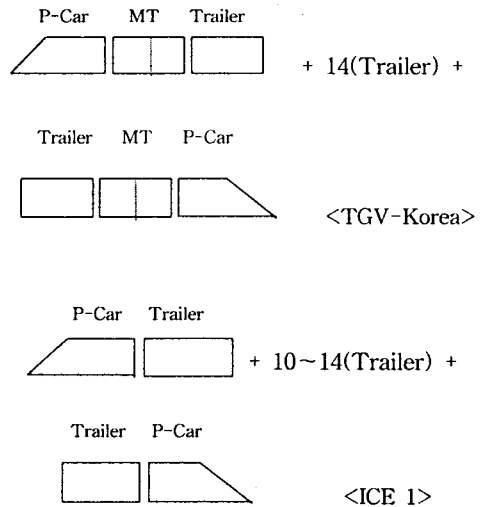 P-Car MT Trailer
+ 14(Trailer) +
Trailer MT P-Car
<TGV-Korea>
P-Car Trailer
+ 10~14(Trailer) +
Trailer P-Car
<ICE 1>